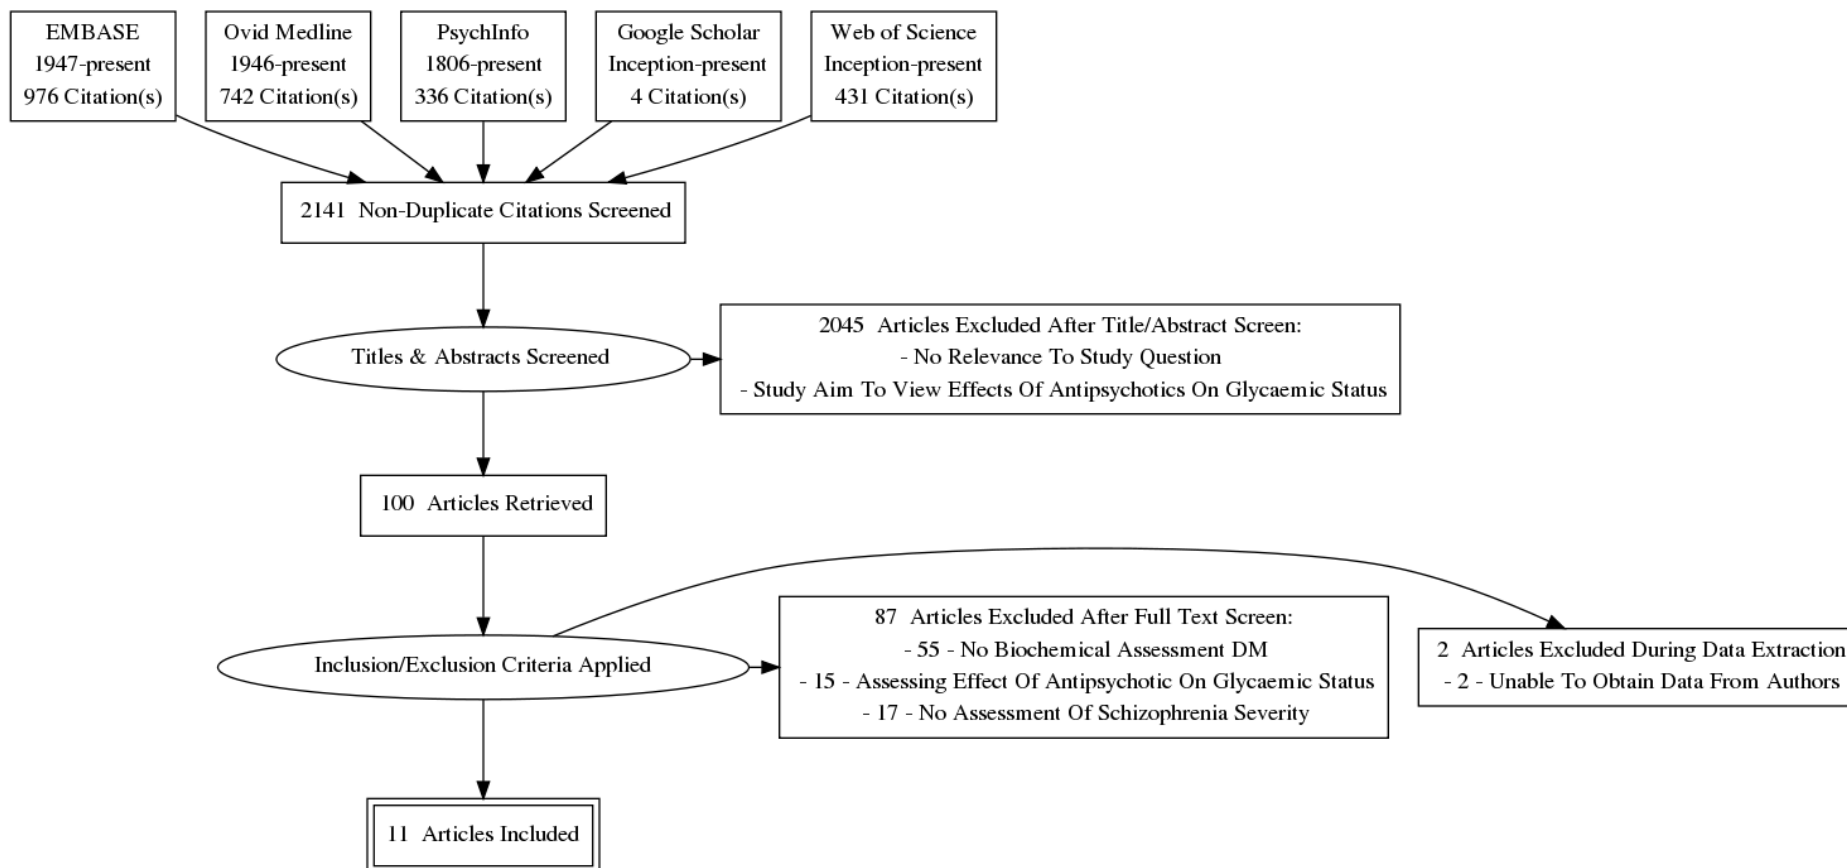 EMBASE
1947-present
976 Citation(s)
Ovid Medline
1946-present
742 Citation(s)
PsychInfo
1806-present
336 Citation(s)
Google Scholar
Inception-present
4 Citation(s)
Web of Science
Inception-present
431 Citation(s)
2141 Non-Duplicate Citations Screened
Titles & Abstracts Screened
2045 Articles Excluded After Title/Abstract Screen:
- No Relevance To Study Question
- Study Aim To View Effects Of Antipsychotics On Glycaemic Status
100 Articles Retrieved
Inclusion/Exclusion Criteria Applied
87 Articles Excluded After Full Text Screen:
- 55 - No Biochemical Assessment DM
- 15 - Assessing Effect Of Antipsychotic On Glycaemic Status
- 17 - No Assessment Of Schizophrenia Severity
2 Articles Excluded During Data Extraction
- 2 - Unable To Obtain Data From Authors
11 Articles Included